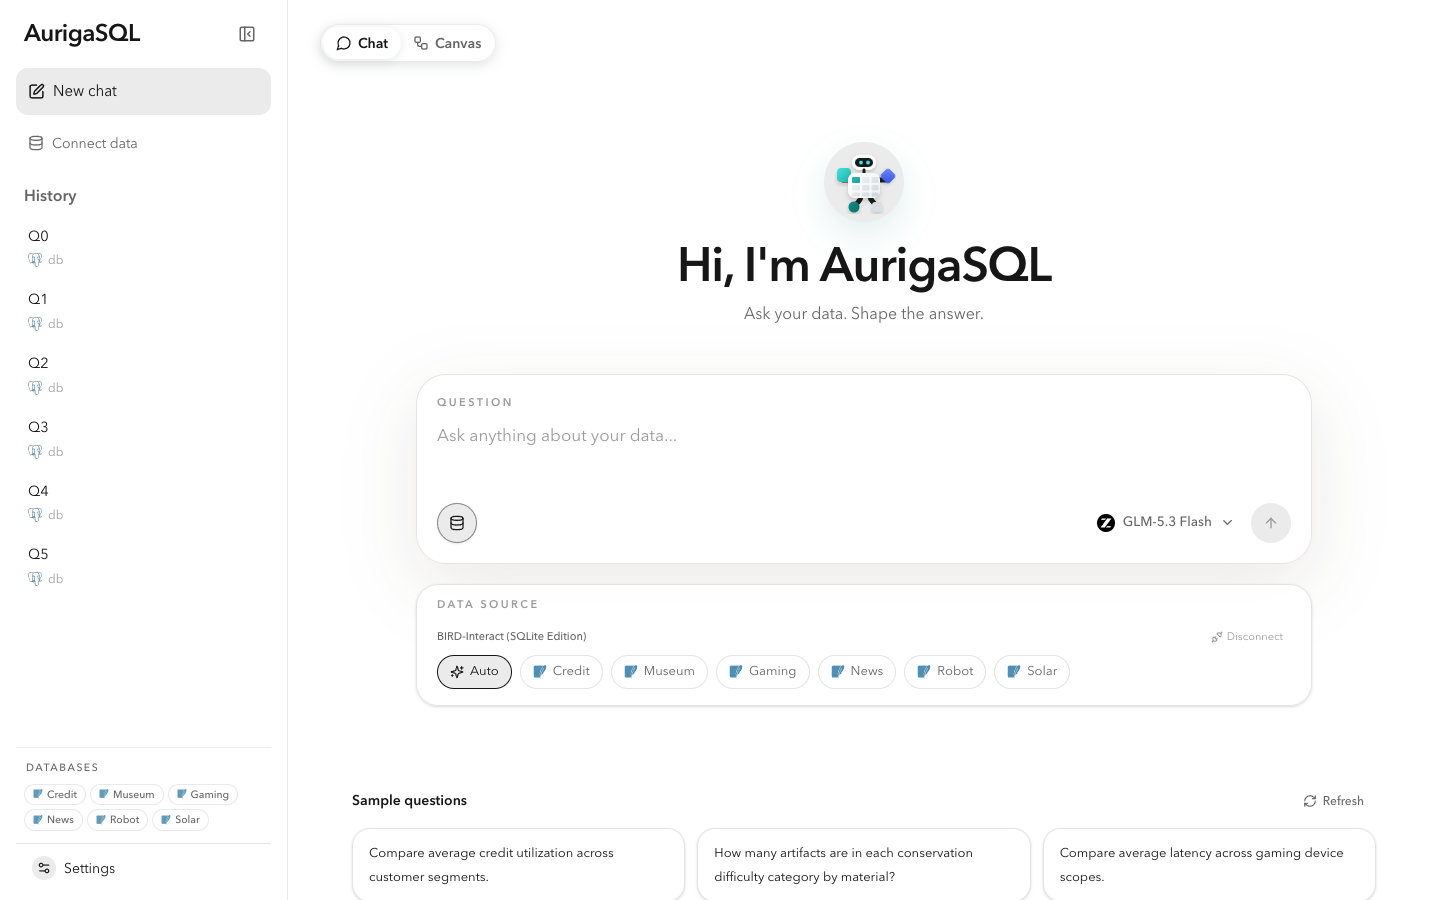 AurigaSQL
New chat
Connect data
History
Q0
db
Q1
db
Q2
db
Q3
db
Q4
db
Q5
db
DATABASES
Credit Museum Gaming
News Robot Solar
Settings
Chat Canvas
Hi, I'm AurigaSQL
Ask your data. Shape the answer.
QUESTION
Ask anything about your data...
GLM-5.3 Flash
DATA SOURCE
BIRD-Interact (SQLite Edition) Disconnect
Auto Credit Museum Gaming News Robot Solar
Sample questions Refresh
Compare average credit utilization across
customer segments.
How many artifacts are in each conservation
difficulty category by material?
Compare average latency across gaming device
scopes.